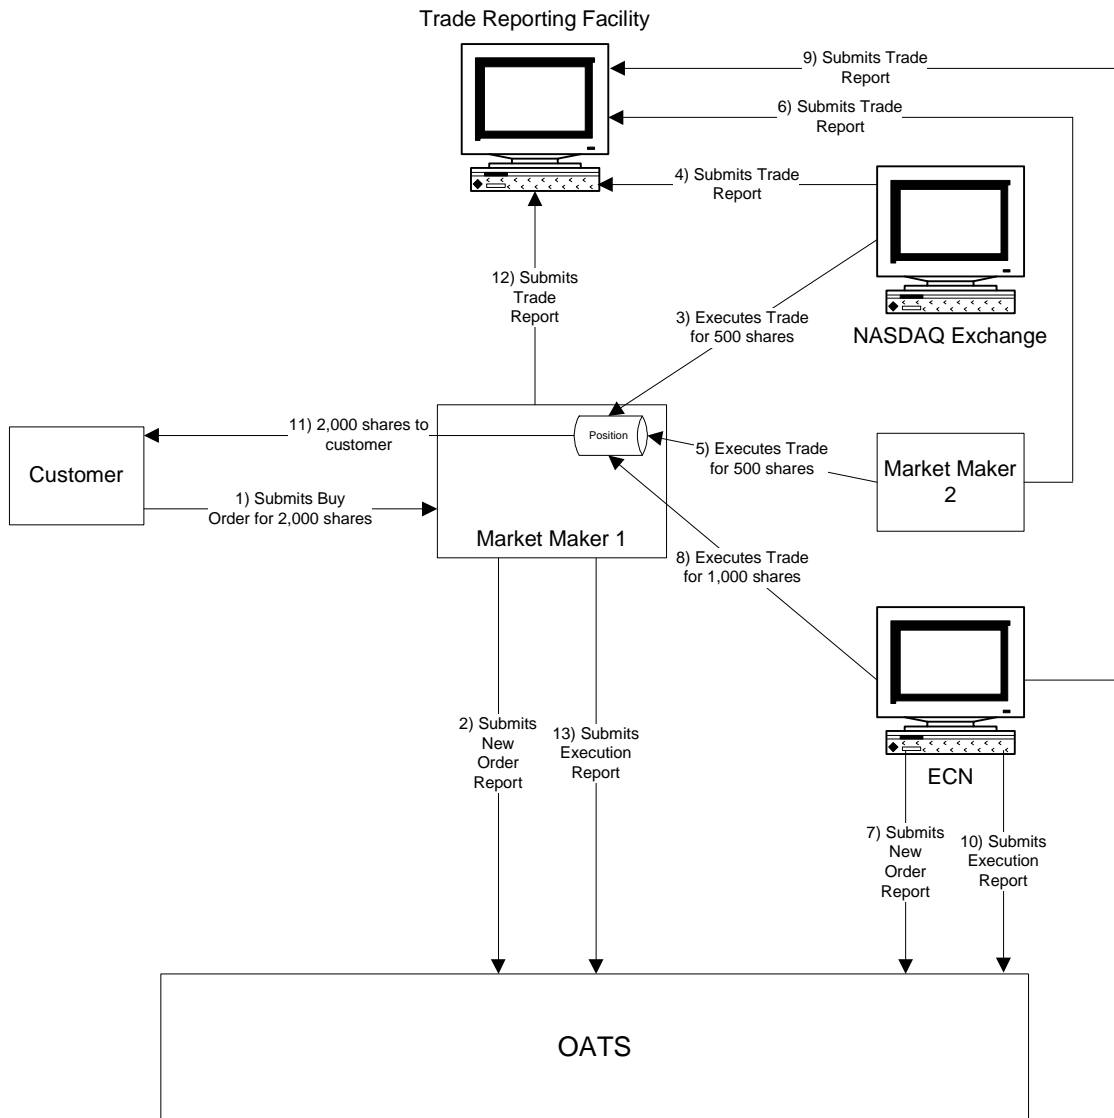 Trade Reporting Facility
9) Submits Trade
Report
6) Submits Trade
Report
4) Submits Trade
Report
12) Submits
Trade
Report
3) Executes Trade
for 500 shares
NASDAQ Exchange
11) 2,000 shares to
customer
Position
5) Executes Trade
for 500 shares
Market Maker
2
Customer
1) Submits Buy
Order for 2,000 shares
Market Maker 1
8) Executes Trade
for 1,000 shares
2) Submits
New
Order
Report
13) Submits
Execution
Report
ECN
7) Submits
New
Order
Report
10) Submits
Execution
Report
OATS